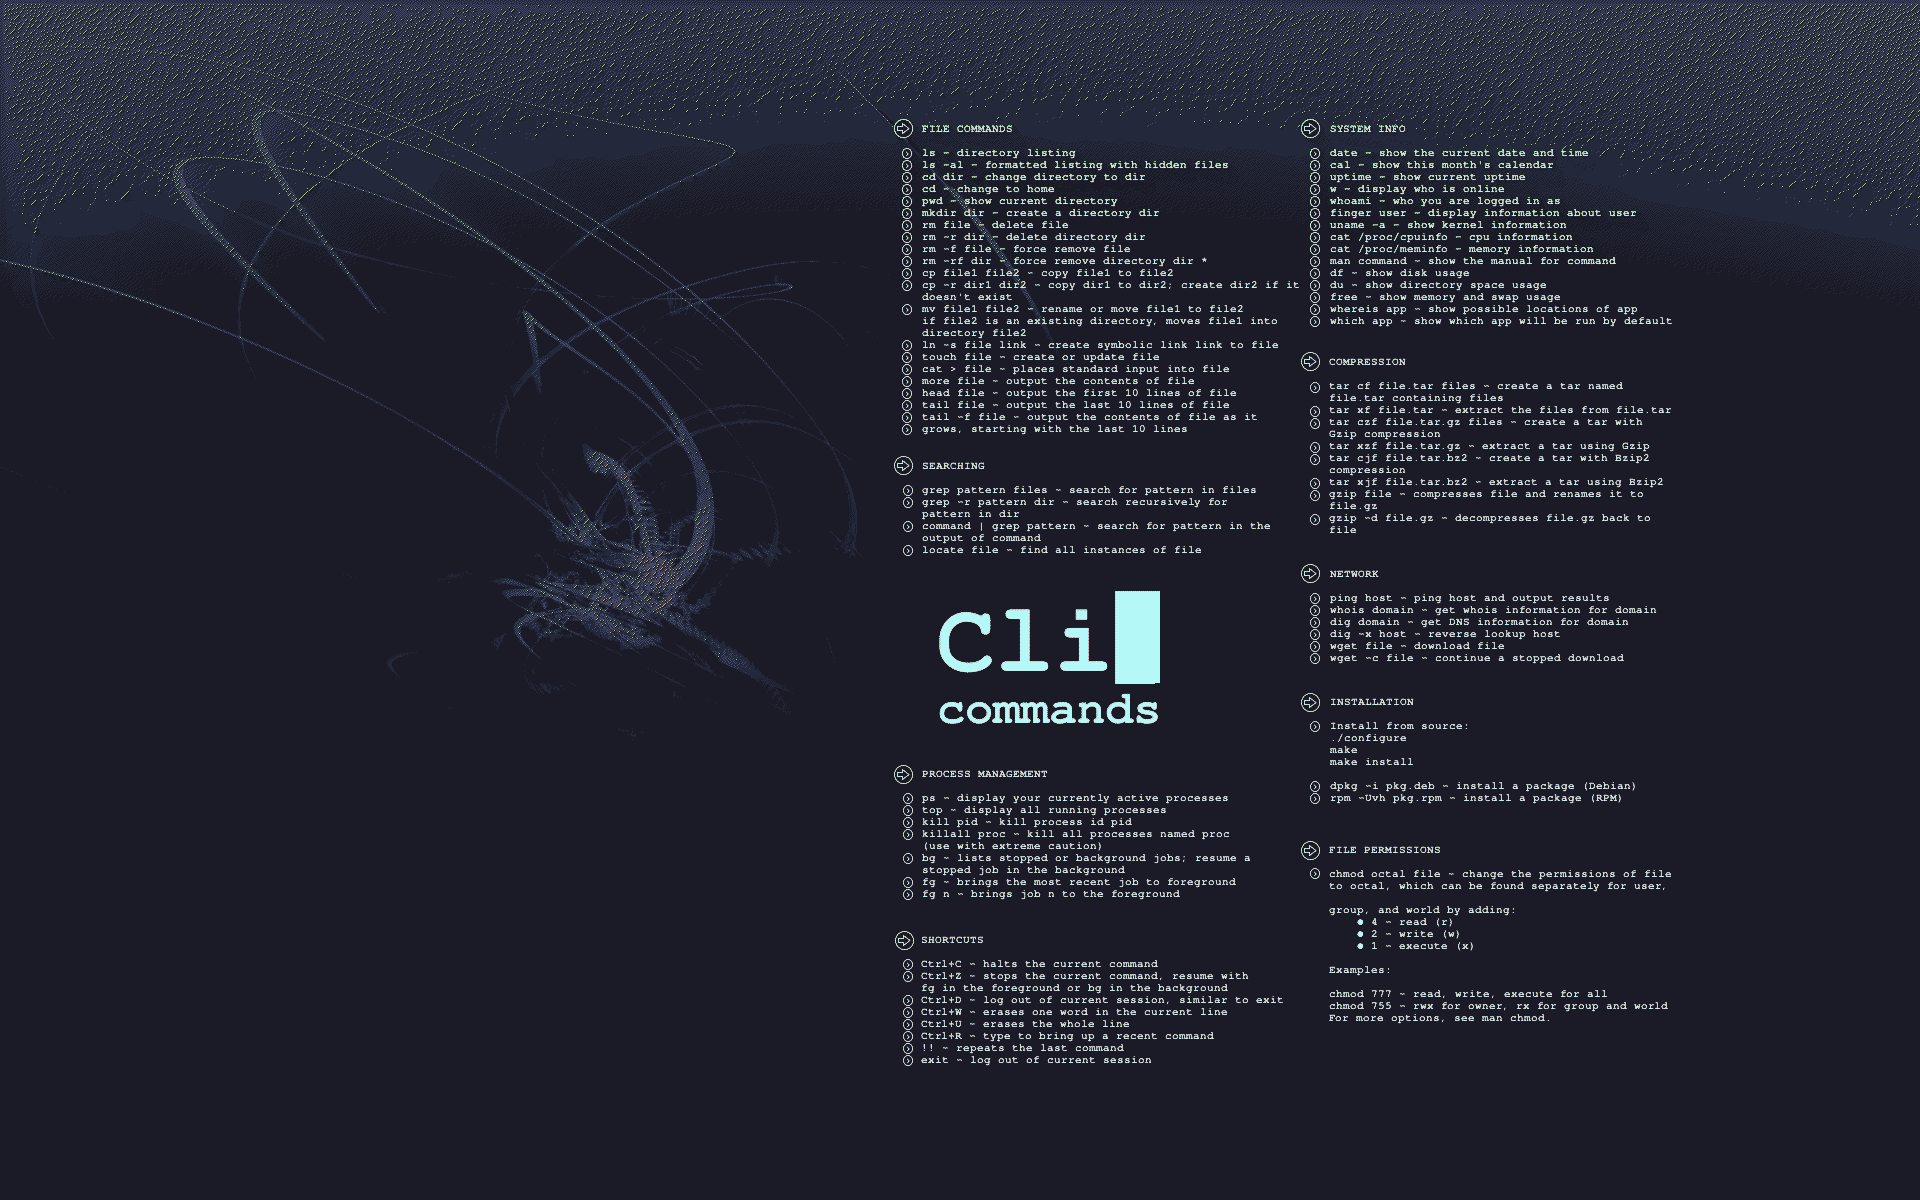 FILE COMMANDS
ls ~ directory listing
ls ~al ~ formatted listing with hidden files
cd dir ~ change directory to dir
cd ~ change to home
pwd ~ show current directory
mkdir dir ~ create a directory dir
rm file ~ delete file
rm ~r dir ~ delete directory dir
rm ~f file ~ force remove file
rm ~rf dir ~ force remove directory dir *
cp file1 file2 ~ copy file1 to file2
cp ~r dir1 dir2 ~ copy dir1 to dir2; create dir2 if it
doesn't exist
mv file1 file2 ~ rename or move file1 to file2
if file2 is an existing directory, moves file1 into
directory file2
ln ~s file link ~ create symbolic link link to file
touch file ~ create or update file
cat > file ~ places standard input into file
more file ~ output the contents of file
head file ~ output the first 10 lines of file
tail file ~ output the last 10 lines of file
tail ~f file ~ output the contents of file as it
grows, starting with the last 10 lines
SEARCHING
grep pattern files ~ search for pattern in files
grep ~r pattern dir ~ search recursively for
pattern in dir
command | grep pattern ~ search for pattern in the
output of command
locate file ~ find all instances of file
Cli
commands
PROCESS MANAGEMENT
ps ~ display your currently active processes
top ~ display all running processes
kill pid ~ kill process id pid
killall proc ~ kill all processes named proc
(use with extreme caution)
bg ~ lists stopped or background jobs; resume a
stopped job in the background
fg ~ brings the most recent job to foreground
fg n ~ brings job n to the foreground
SHORTCUTS
Ctrl+C ~ halts the current command
Ctrl+Z ~ stops the current command, resume with
fg in the foreground or bg in the background
Ctrl+D ~ log out of current session, similar to exit
Ctrl+W ~ erases one word in the current line
Ctrl+U ~ erases the whole line
Ctrl+R ~ type to bring up a recent command
!! ~ repeats the last command
exit ~ log out of current session
SYSTEM INFO
date ~ show the current date and time
cal ~ show this month's calendar
uptime ~ show current uptime
w ~ display who is online
whoami ~ who you are logged in as
finger user ~ display information about user
uname ~a ~ show kernel information
cat /proc/cpuinfo ~ cpu information
cat /proc/meminfo ~ memory information
man command ~ show the manual for command
df ~ show disk usage
du ~ show directory space usage
free ~ show memory and swap usage
whereis app ~ show possible locations of app
which app ~ show which app will be run by default
COMPRESSION
tar cf file.tar files ~ create a tar named
file.tar containing files
tar xf file.tar ~ extract the files from file.tar
tar czf file.tar.gz files ~ create a tar with
Gzip compression
tar xzf file.tar.gz ~ extract a tar using Gzip
tar cjf file.tar.bz2 ~ create a tar with Bzip2
compression
tar xjf file.tar.bz2 ~ extract a tar using Bzip2
gzip file ~ compresses file and renames it to
file.gz
gzip ~d file.gz ~ decompresses file.gz back to
file
NETWORK
ping host ~ ping host and output results
whois domain ~ get whois information for domain
dig domain ~ get DNS information for domain
dig ~x host ~ reverse lookup host
wget file ~ download file
wget ~c file ~ continue a stopped download
INSTALLATION
Install from source:
./configure
make
make install
dpkg ~i pkg.deb ~ install a package (Debian)
rpm ~Uvh pkg.rpm ~ install a package (RPM)
FILE PERMISSIONS
chmod octal file ~ change the permissions of file
to octal, which can be found separately for user,
group, and world by adding:
● 4 ~ read (r)
● 2 ~ write (w)
● 1 ~ execute (x)
Examples:
chmod 777 ~ read, write, execute for all
chmod 755 ~ rwx for owner, rx for group and world
For more options, see man chmod.